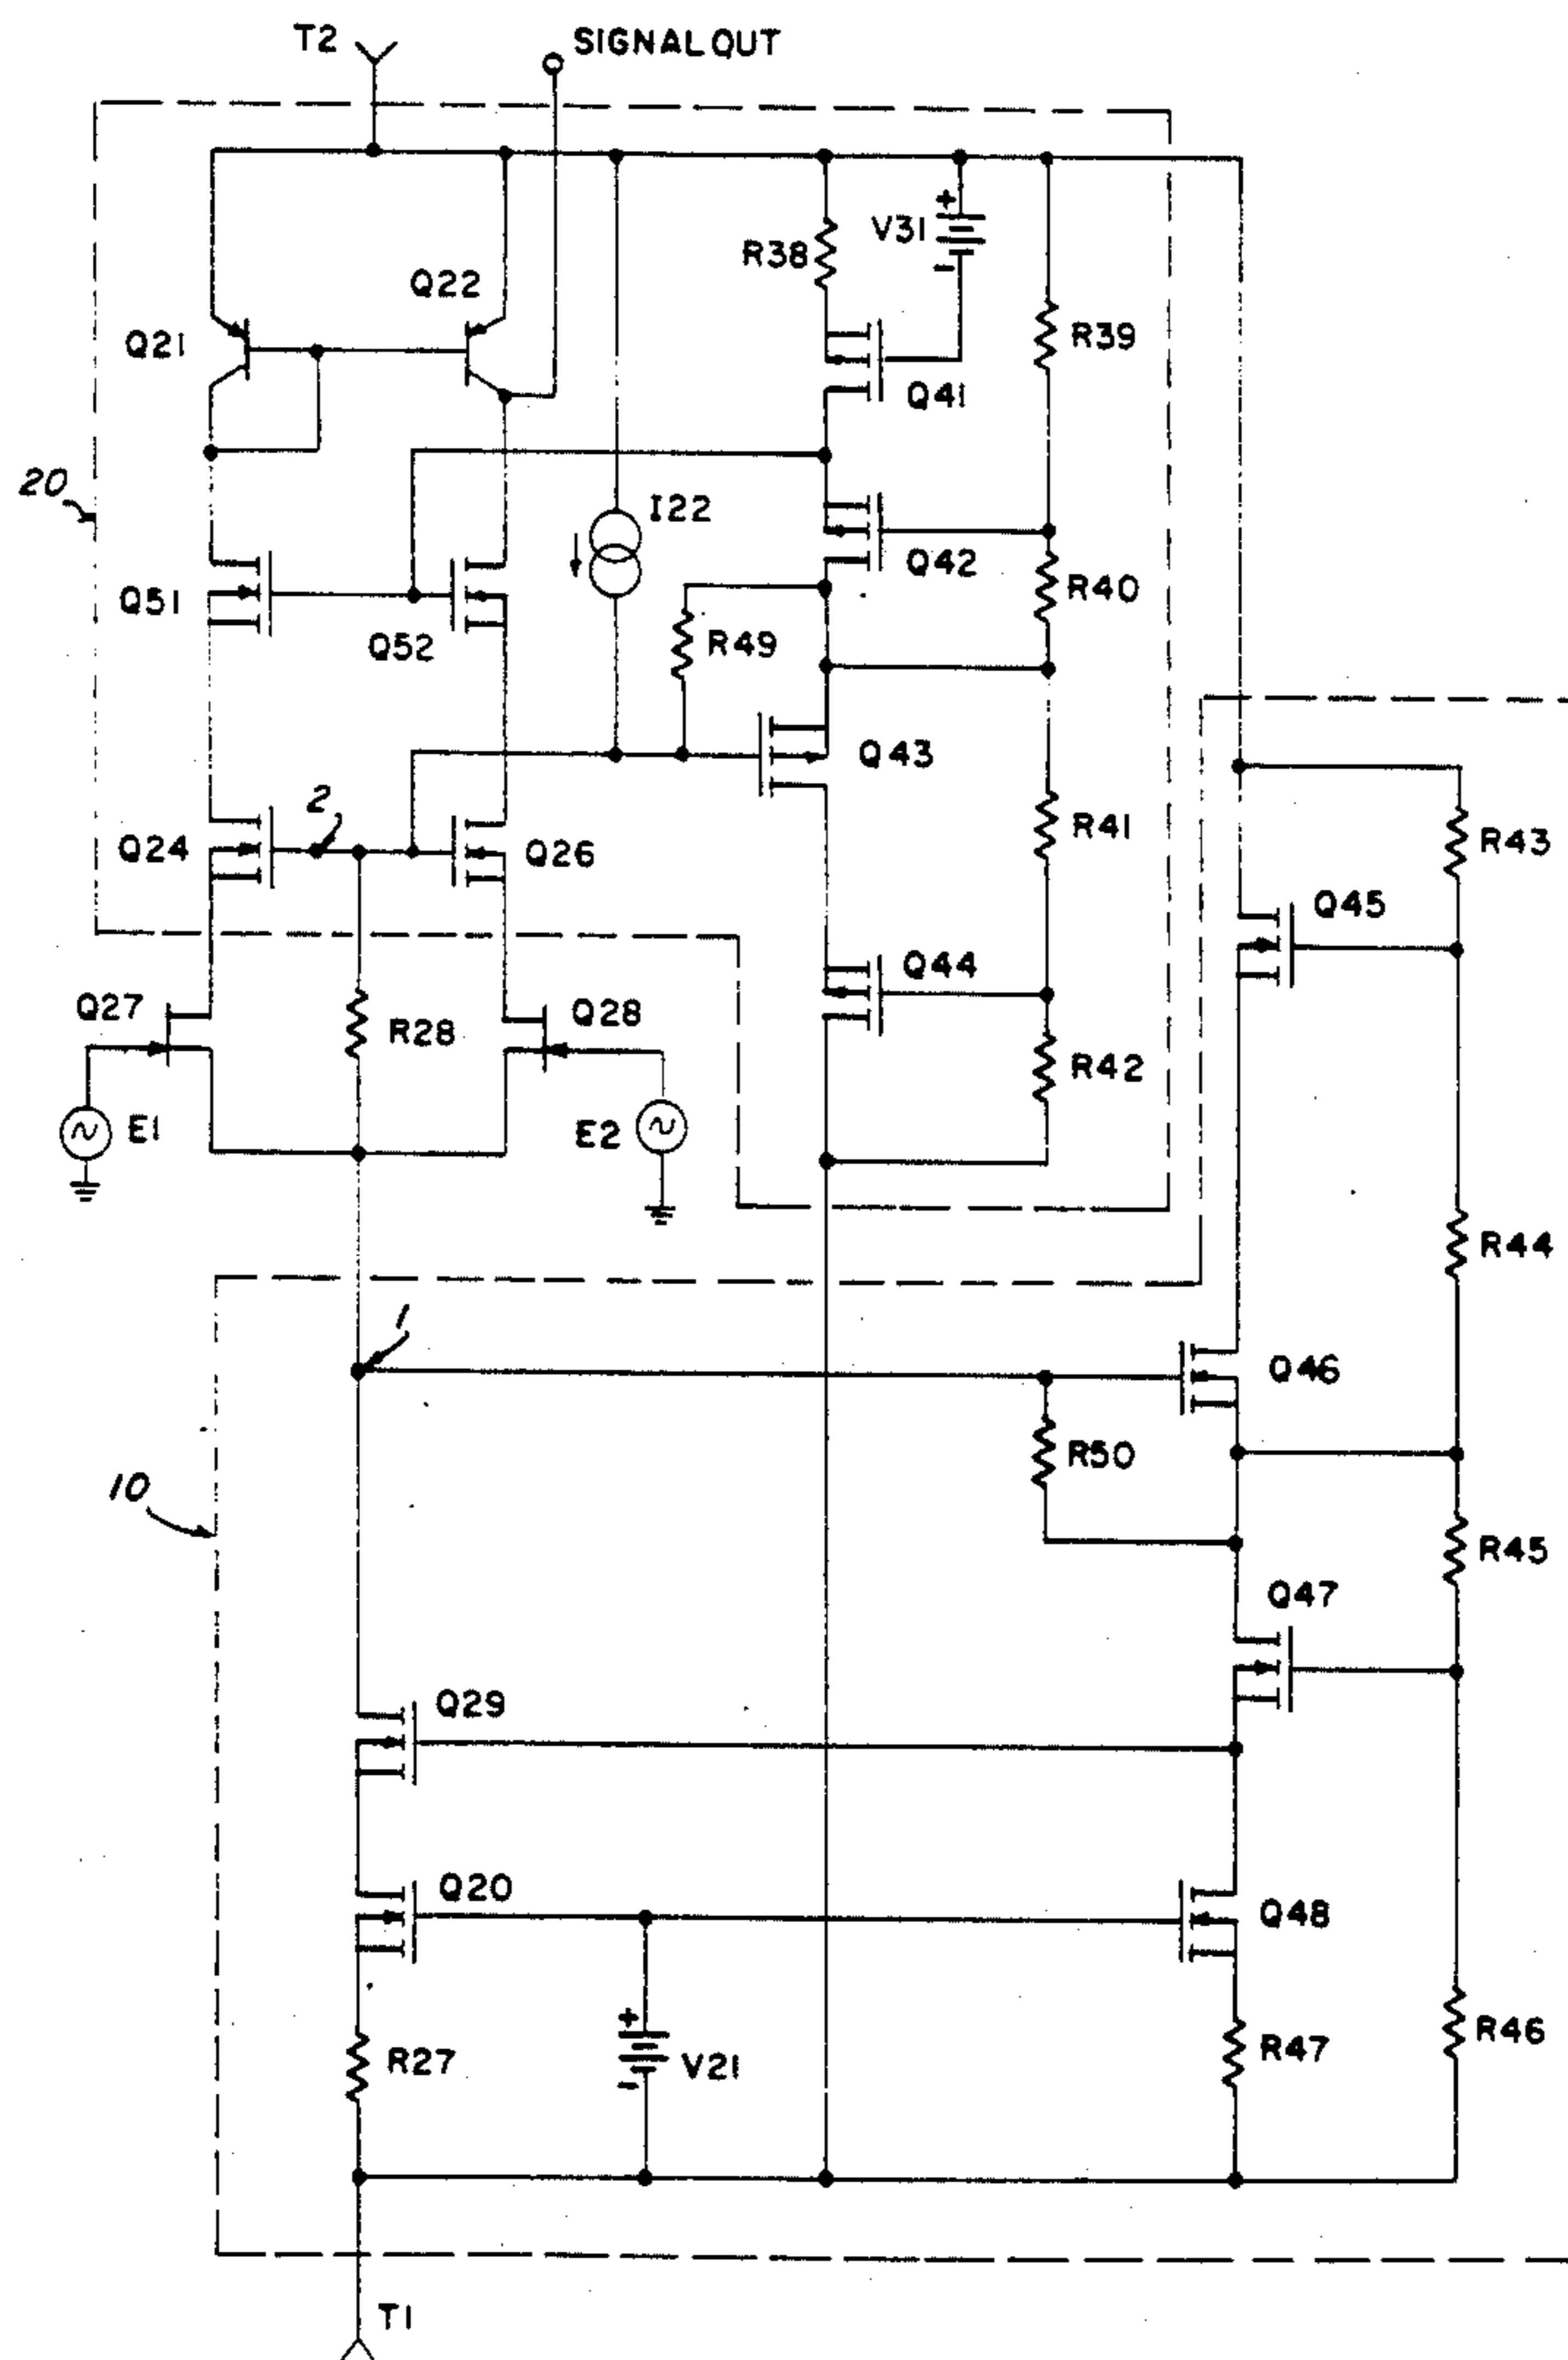 T2
SIGNAL OUT
+
V31
-
R38
Q22
Q21
R39
Q41
20
I22
Q42
Q51
R40
Q52
R49
Q43
2
R41
Q24
Q26
R43
Q45
Q44
Q27
R28
Q28
R42
E1
E2
R44
1
Q46
R50
10
R45
Q47
Q29
Q20
Q48
+
R27
V21
-
R47
R46
T1